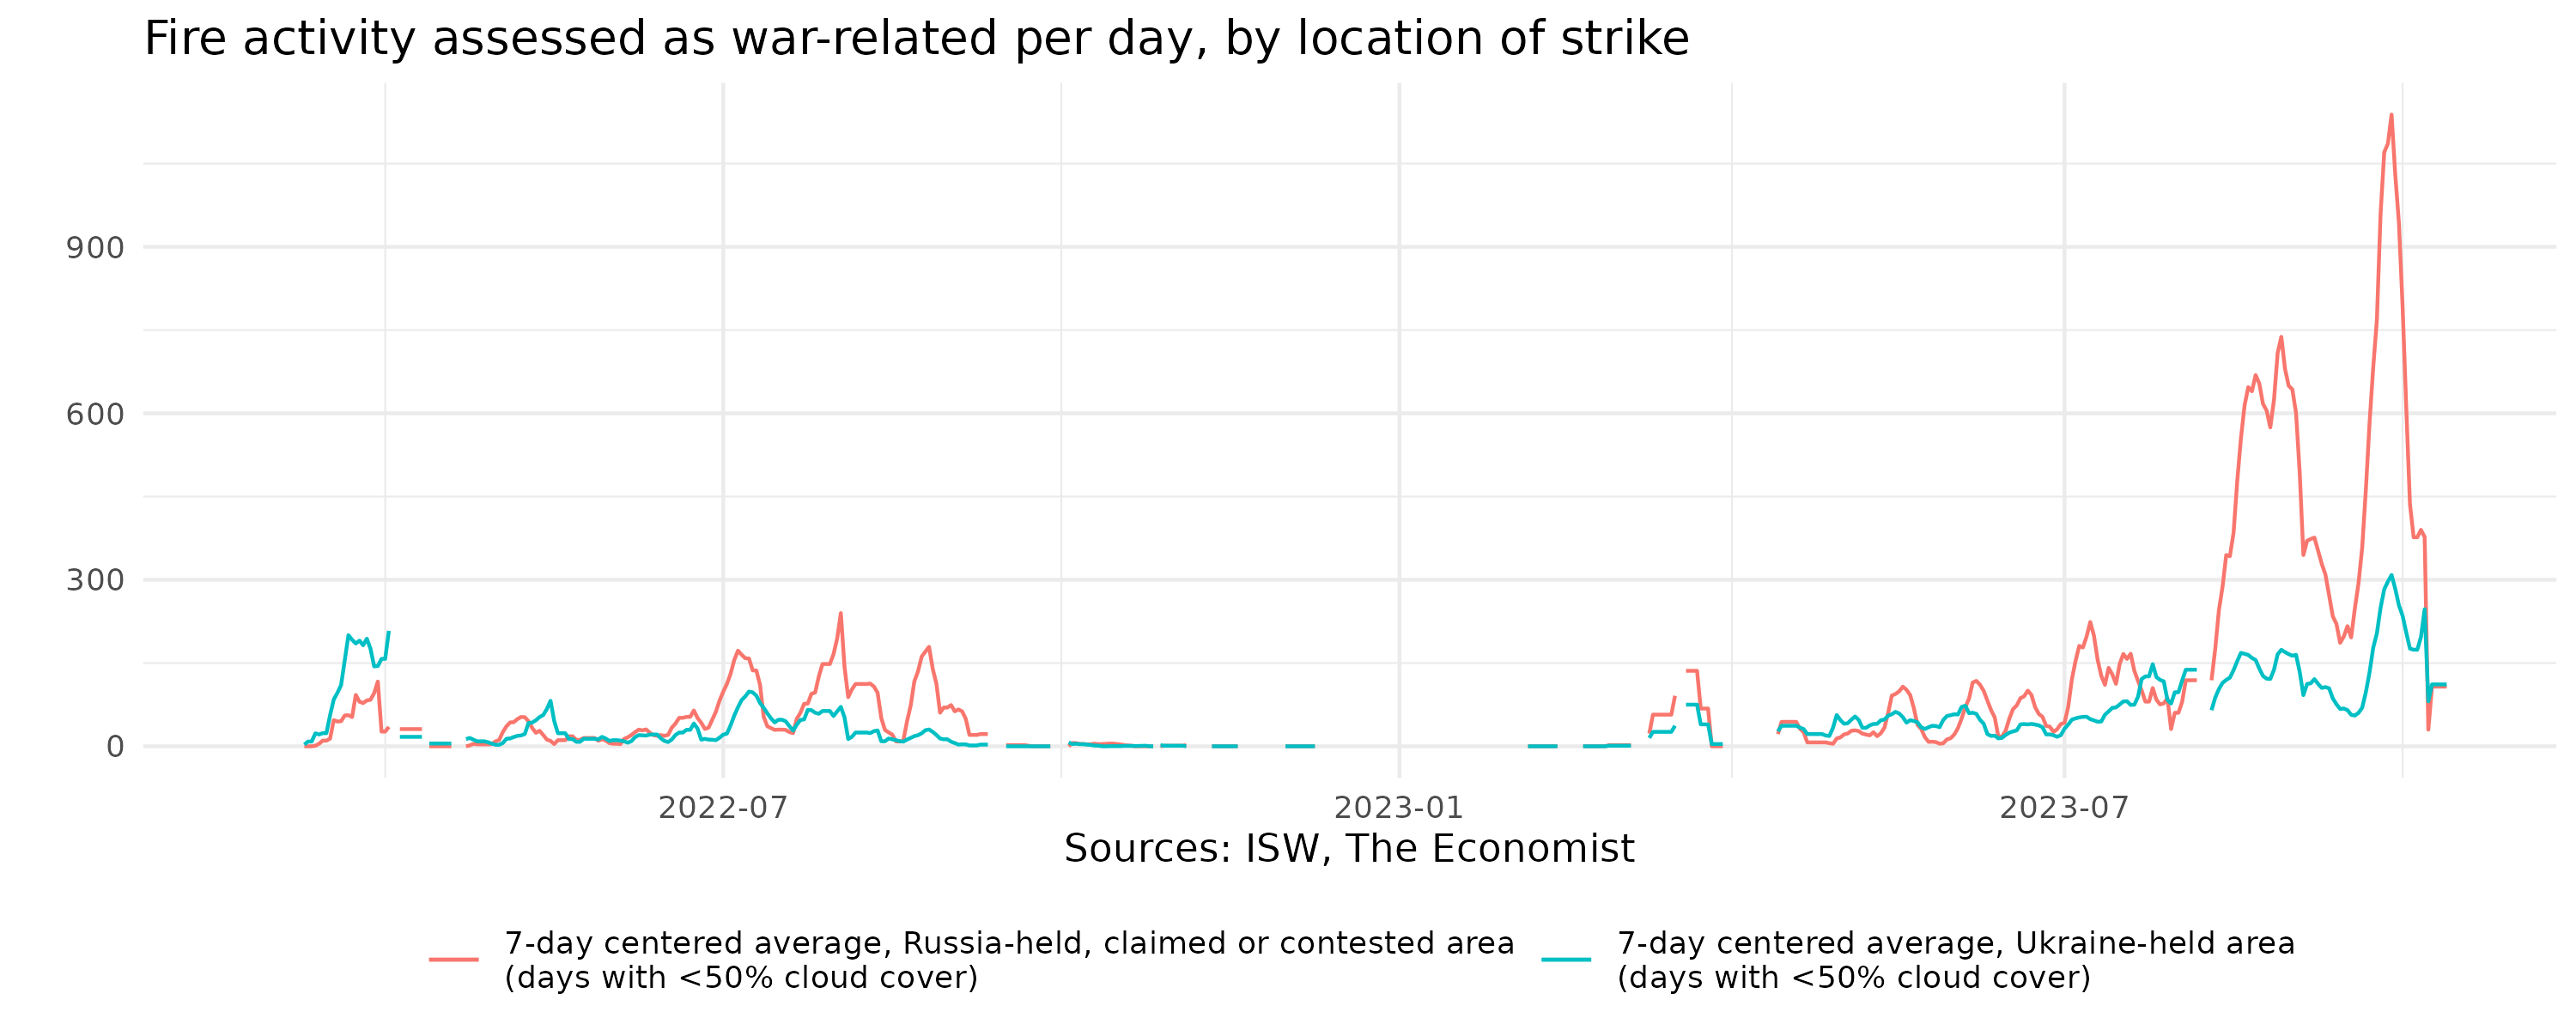 Fire activity assessed as war-related per day, by location of strike
900
600
300
0
2022-07
2023-01
2023-07
Sources: ISW, The Economist
7-day centered average, Russia-held, claimed or contested area
(days with <50% cloud cover)
7-day centered average, Ukraine-held area
(days with <50% cloud cover)